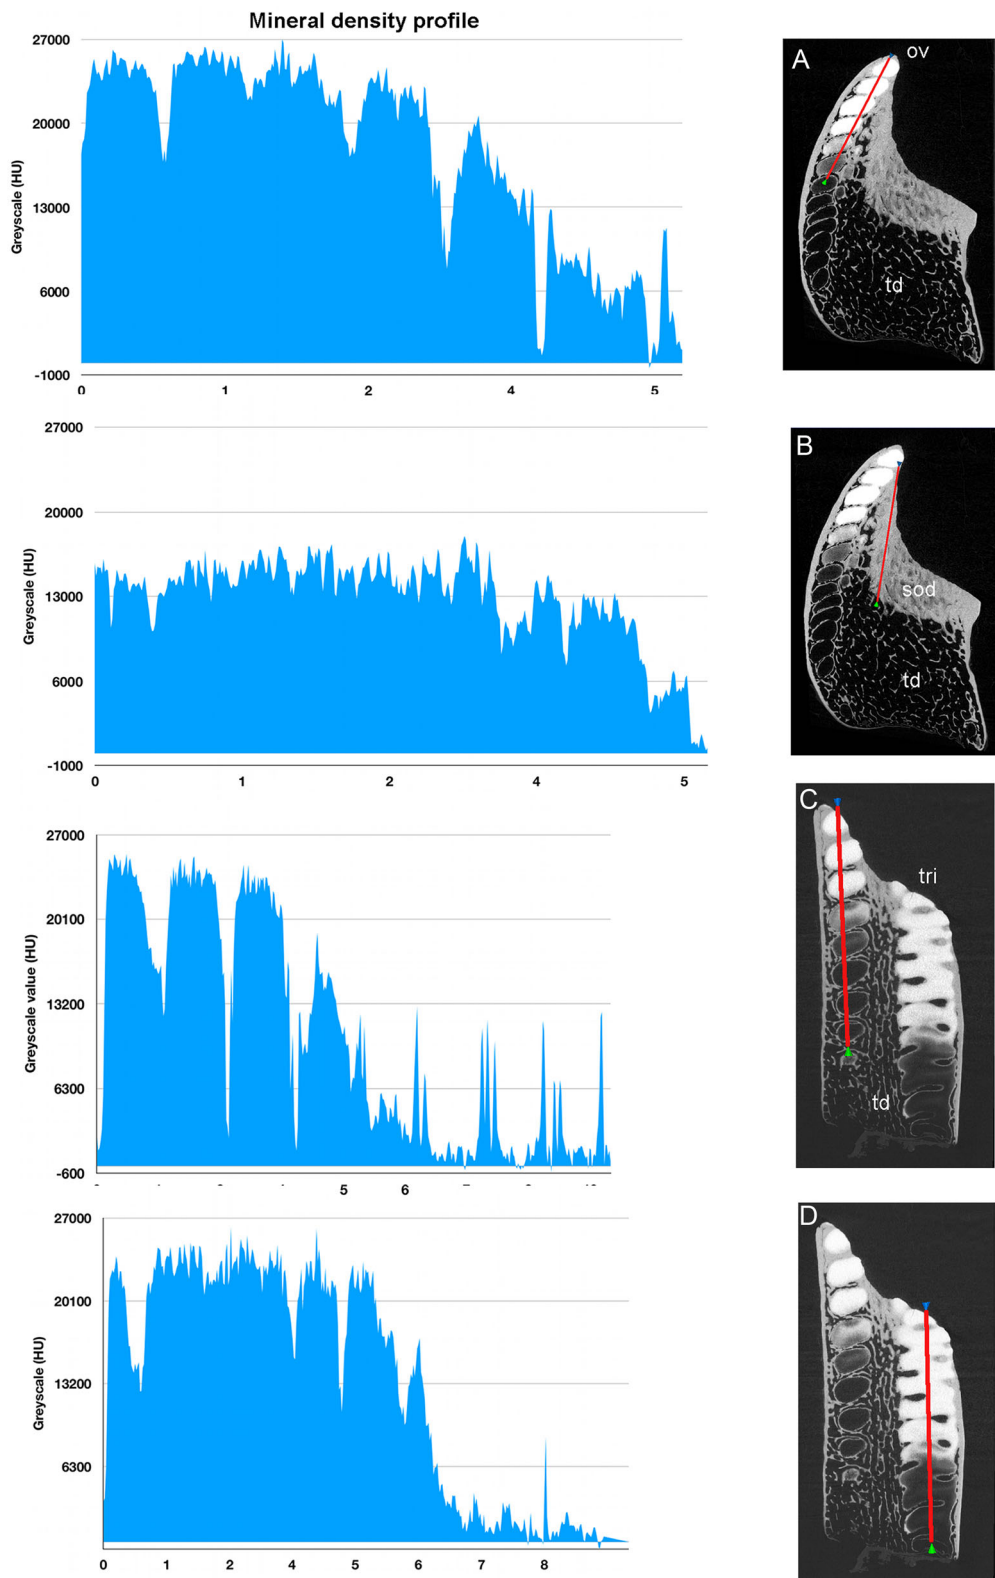 Mineral density profile
27000
20000
13000
6000
-1000
Greyscale (HU)
0 1 2 4 5
A
ov
td
27000
20000
13000
6000
-1000
Greyscale (HU)
0 1 2 4 5
B
sod
td
27000
20100
13200
6300
-600
Greyscale value (HU)
5 6
C
tri
td
27000
20100
13200
6300
Greyscale (HU)
0 1 2 3 4 5 6 7 8
D